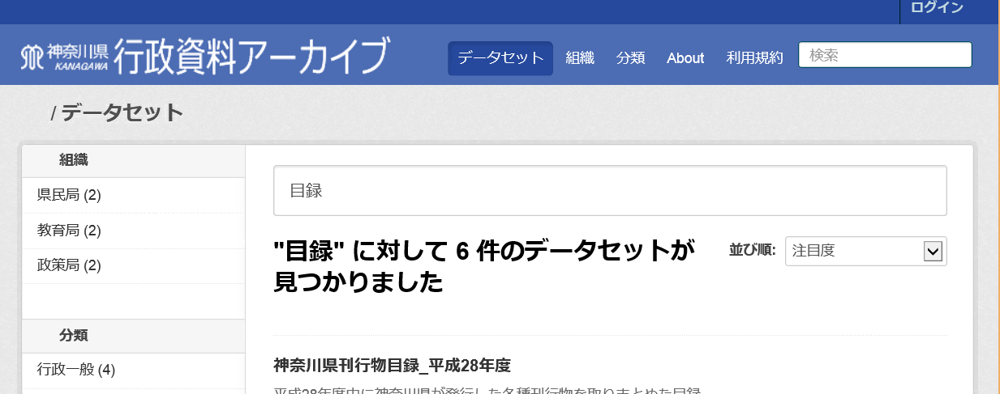 ログイン
神奈川県 KANAGAWA 行政資料アーカイブ
データセット 組織 分類 About 利用規約 検索
/ データセット
組織
県民局 (2)
教育局 (2)
政策局 (2)
分類
行政一般 (4)
目録
"目録" に対して 6 件のデータセットが
見つかりました
並び順: 注目度
神奈川県刊行物目録_平成28年度
平成28年度中に神奈川県が発行した各種刊行物を取りまとめた目録